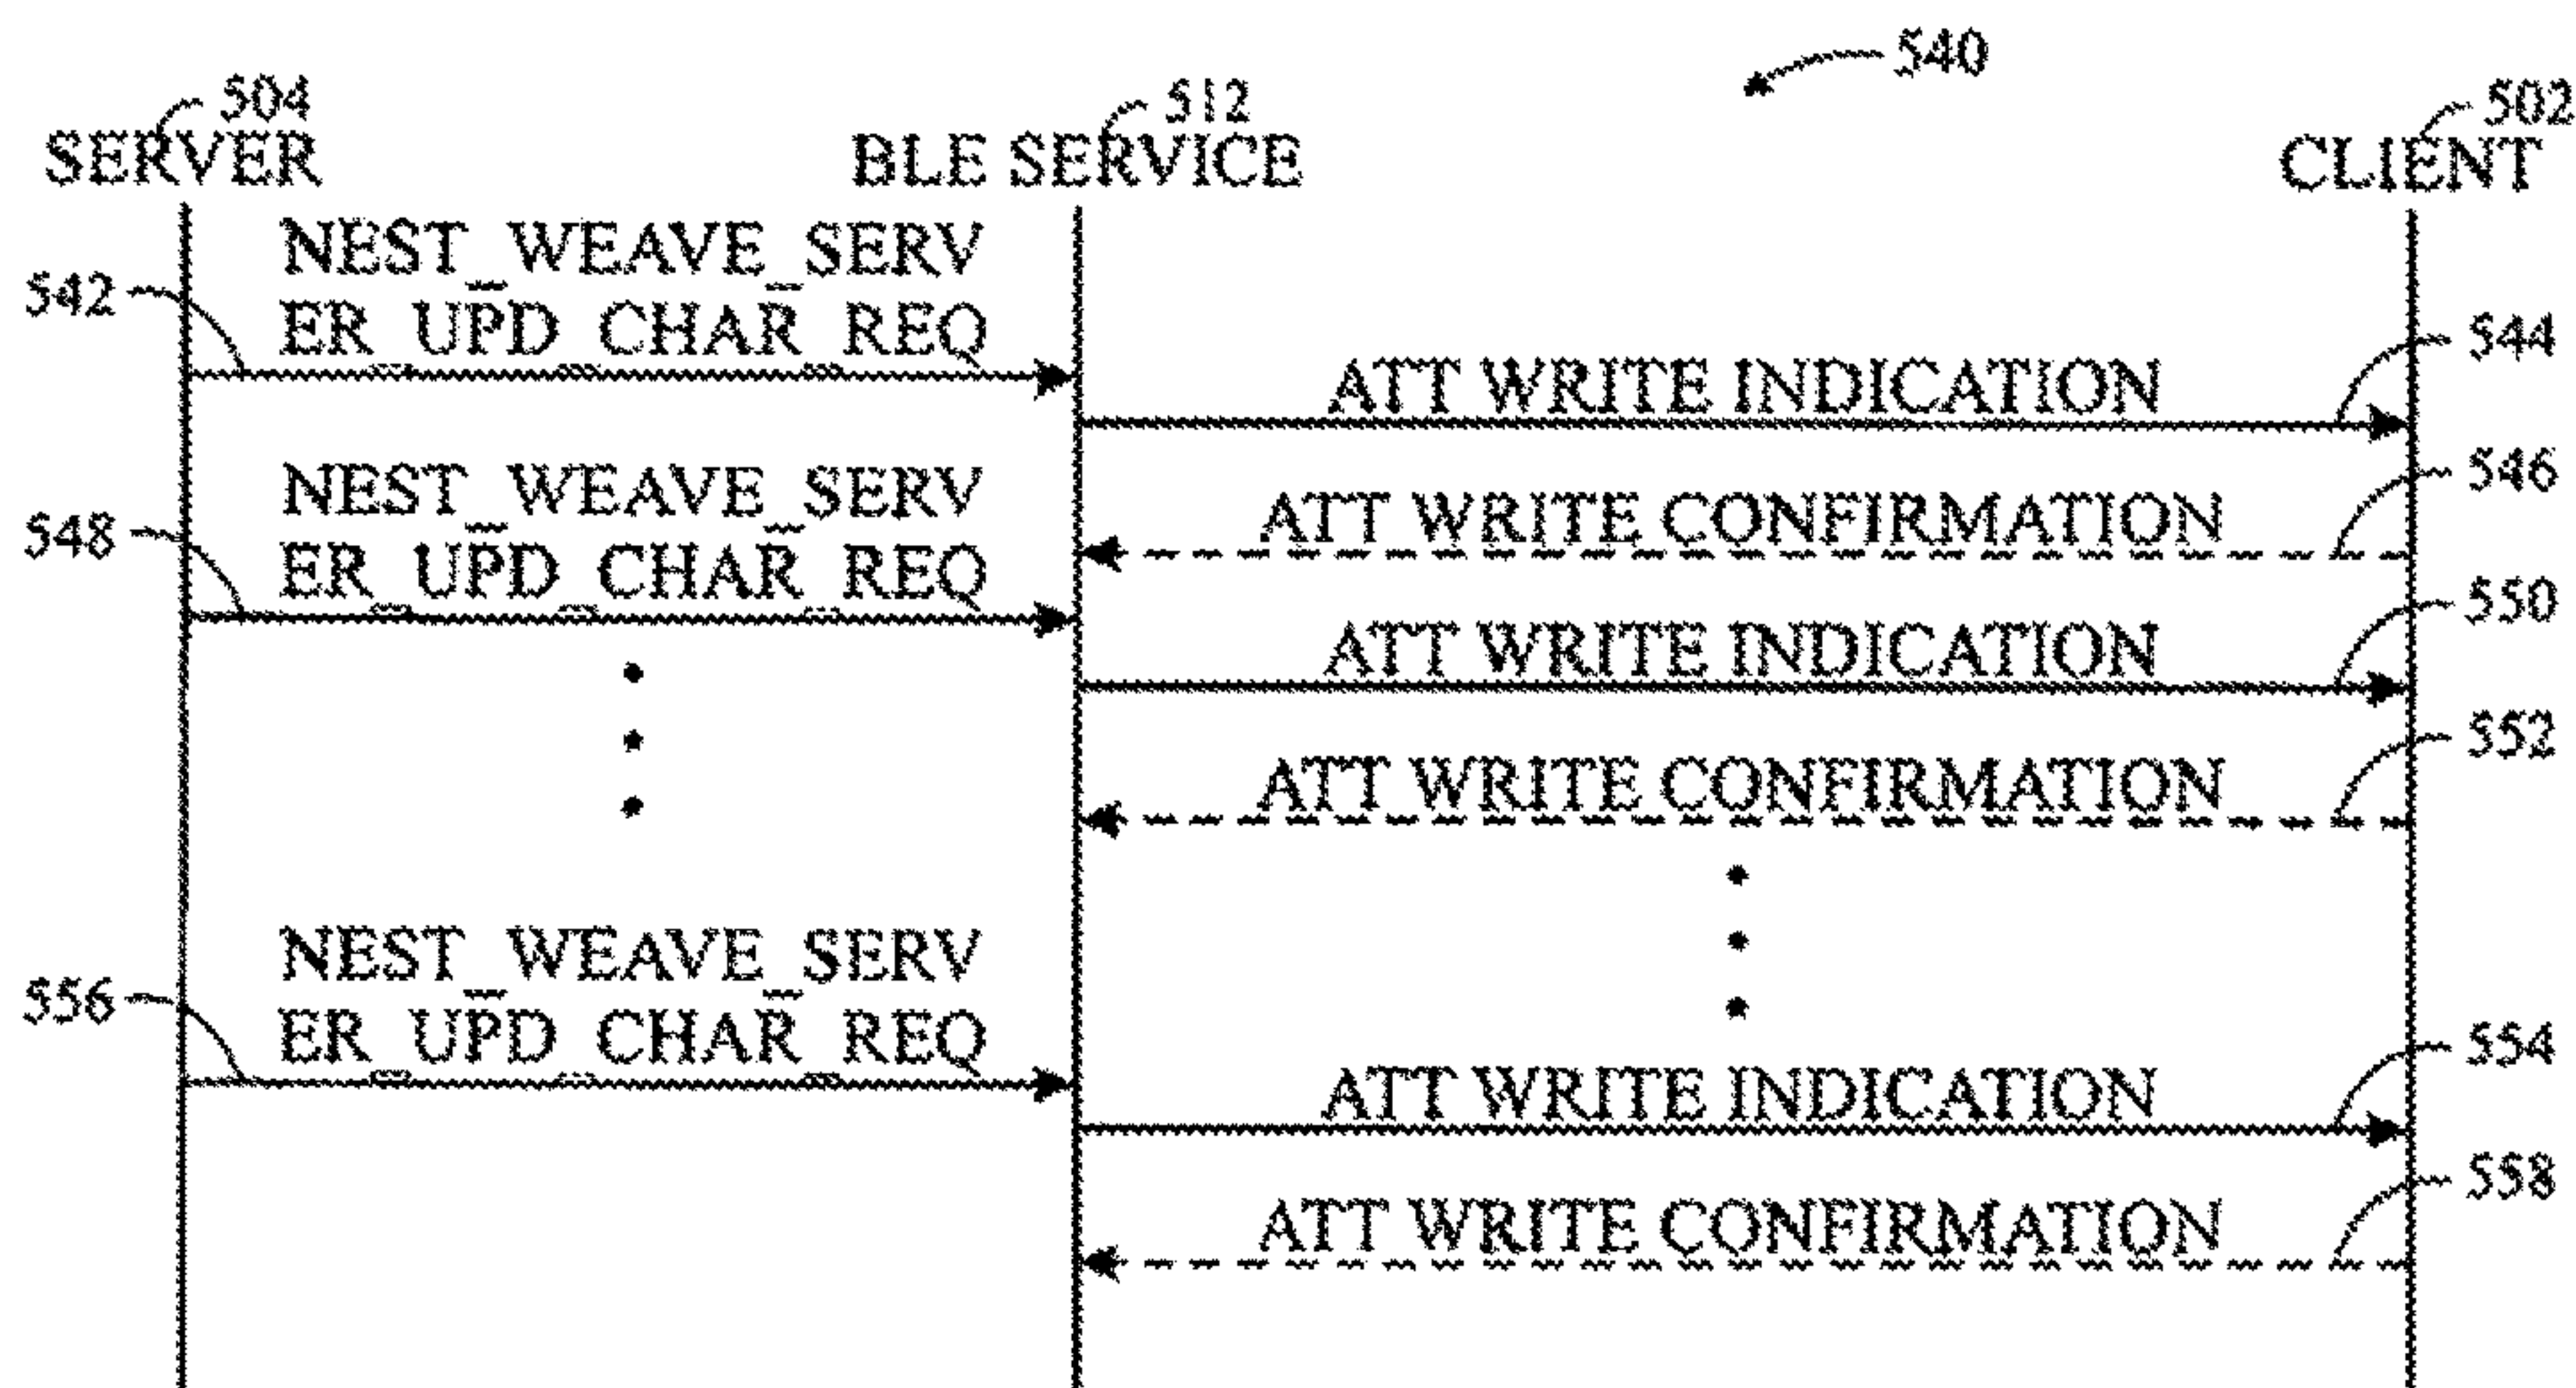 540
504
512
502
SERVER
BLE SERVICE
CLIENT
NEST_WEAVE_SERV
542
ER_UPD_CHAR_REQ
544
ATT WRITE INDICATION
546
NEST_WEAVE_SERV
ATT WRITE CONFIRMATION
548
ER_UPD_CHAR_REQ
550
ATT WRITE INDICATION
552
ATT WRITE CONFIRMATION
NEST_WEAVE_SERV
556
ER_UPD_CHAR_REQ
554
ATT WRITE INDICATION
558
ATT WRITE CONFIRMATION